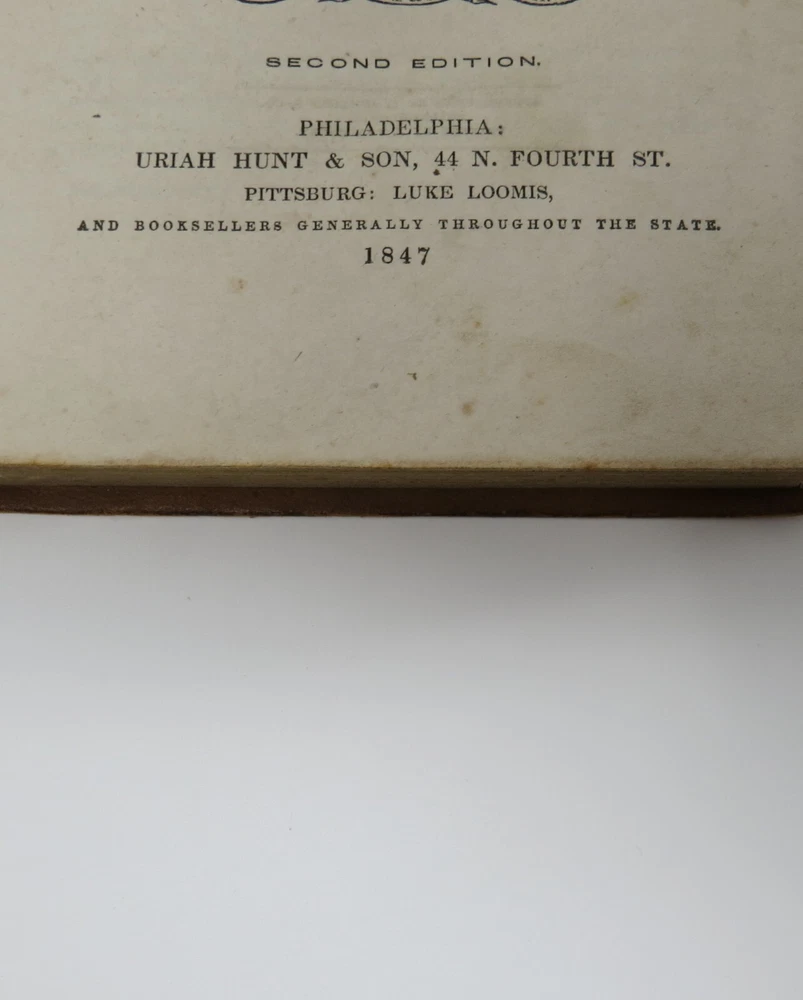 SECOND EDITION.
PHILADELPHIA:
URIAH HUNT & SON, 44 N. FOURTH ST.
PITTSBURG: LUKE LOOMIS,
AND BOOKSELLERS GENERALLY THROUGHOUT THE STATE.
1847